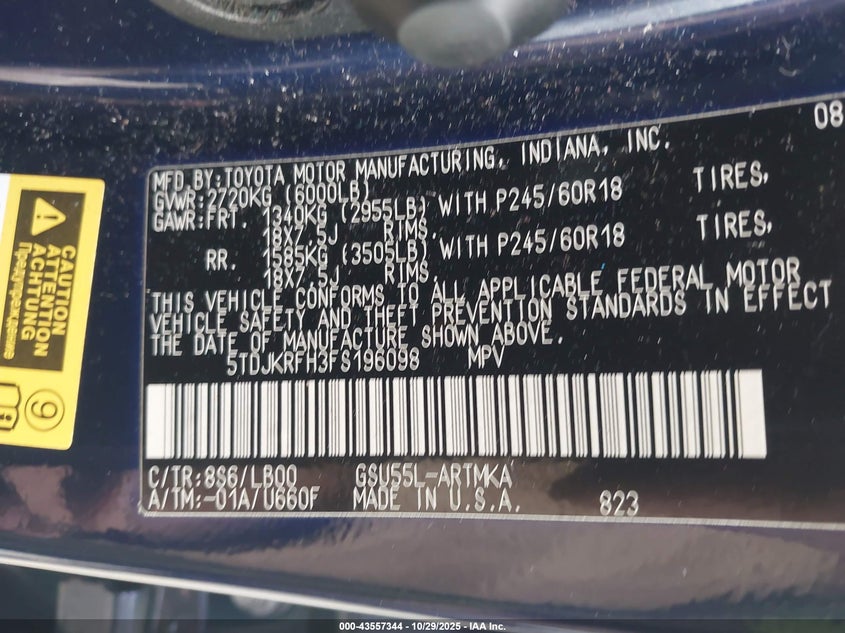 08
MFD.BY:TOYOTA MOTOR MANUFACTURING, INDIANA, INC.
GVWR:2720KG (6000LB)
GAWR:FRT. 1340KG (2955LB) WITH P245/60R18 TIRES,
18X7.5J RIMS.
RR. 1585KG (3505LB) WITH P245/60R18 TIRES,
18X7.5J RIMS
THIS VEHICLE CONFORMS TO ALL APPLICABLE FEDERAL MOTOR
VEHICLE SAFETY AND THEFT PREVENTION STANDARDS IN EFFECT
THE DATE OF MANUFACTURE SHOWN ABOVE.
5TDJKRFH3FS196098 MPV
C/TR:8S6/LB00 GSU55L-ARTMKA
A/TM:-01A/U660F MADE IN U.S.A. 823
CAUTION
ATTENTION
ACHTUNG
Предупреждение
9
000-43557344 - 10/29/2025 - IAA Inc.